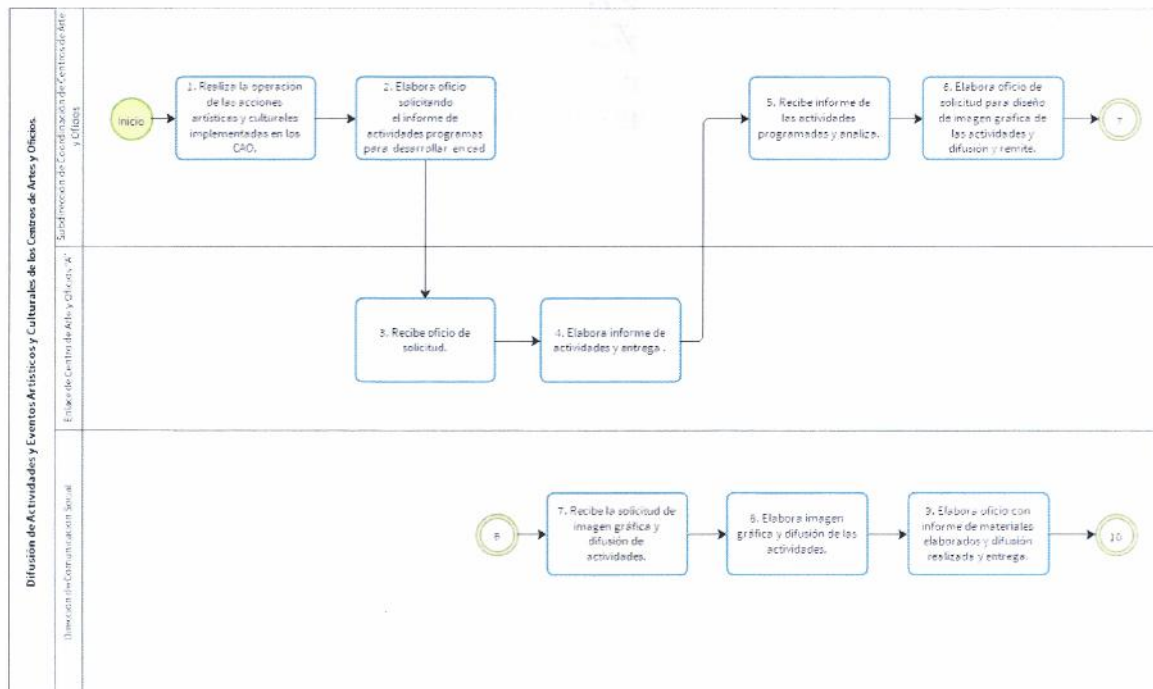 Difusión de Actividades y Eventos Artísticos y Culturales de los Centros de Artes y Oficios.
Subdirección de Coordinación de Centros de Arte
y Oficios
Inicio
1. Realiza la operación
de las acciones
artísticas y culturales
implementadas en los
CAO.
2. Elabora oficio
solicitando
el informe de
actividades programas
para desarrollar en cad
5. Recibe informe de
las actividades
programadas y analiza.
6. Elabora oficio de
solicitud para diseño
de imagen gráfica de
las actividades y
difusión y remite.
7
Enlace de Centro de Arte y Oficios "A"
3. Recibe oficio de
solicitud.
4. Elabora informe de
actividades y entrega .
Dirección de Comunicación Social
6
7. Recibe la solicitud de
imagen gráfica y
difusión de
actividades.
8. Elabora imagen
gráfica y difusión de las
actividades.
9. Elabora oficio con
informe de materiales
elaborados y difusión
realizada y entrega.
10